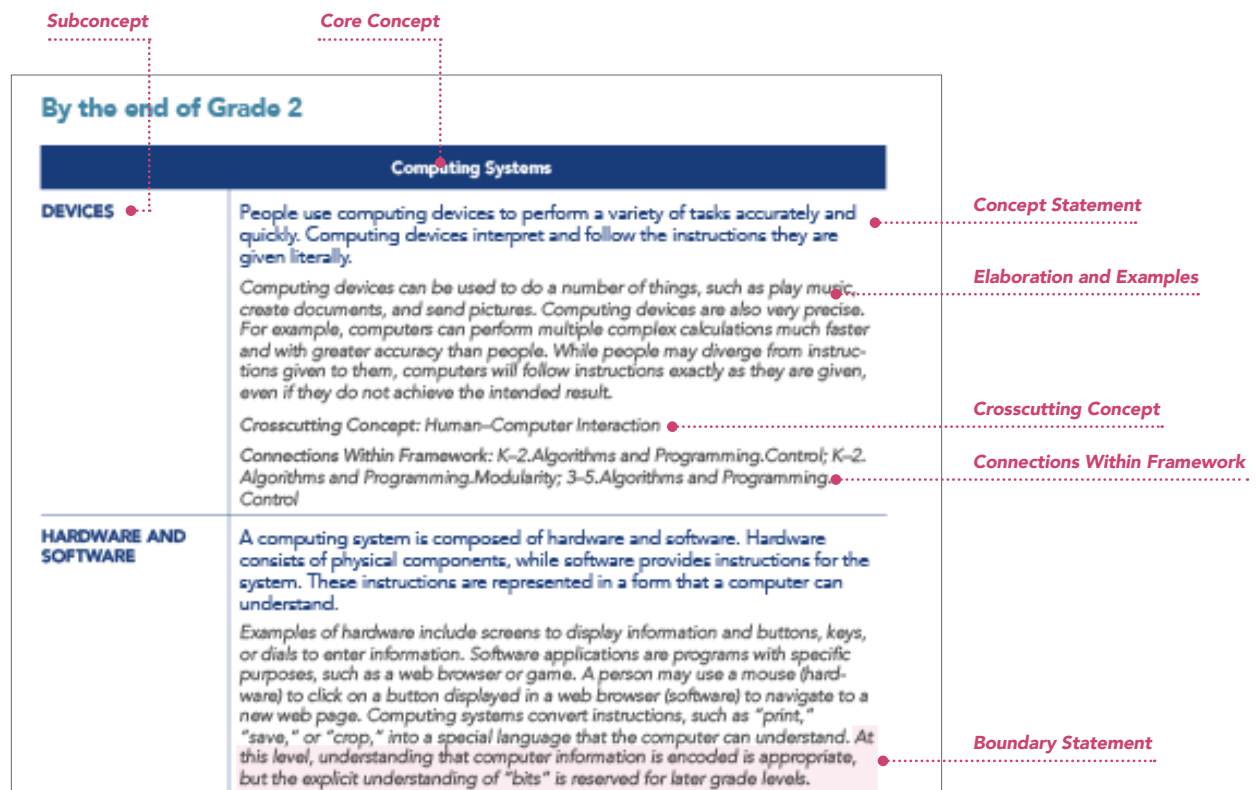 Subconcept
Core Concept
By the end of Grade 2
Computing Systems
DEVICES
People use computing devices to perform a variety of tasks accurately and
quickly. Computing devices interpret and follow the instructions they are
given literally.
Concept Statement
Computing devices can be used to do a number of things, such as play music,
create documents, and send pictures. Computing devices are also very precise.
For example, computers can perform multiple complex calculations much faster
and with greater accuracy than people. While people may diverge from instruc-
tions given to them, computers will follow instructions exactly as they are given,
even if they do not achieve the intended result.
Elaboration and Examples
Crosscutting Concept: Human–Computer Interaction
Crosscutting Concept
Connections Within Framework: K–2.Algorithms and Programming.Control; K–2.
Algorithms and Programming.Modularity; 3–5.Algorithms and Programming.
Control
Connections Within Framework
HARDWARE AND
SOFTWARE
A computing system is composed of hardware and software. Hardware
consists of physical components, while software provides instructions for the
system. These instructions are represented in a form that a computer can
understand.
Examples of hardware include screens to display information and buttons, keys,
or dials to enter information. Software applications are programs with specific
purposes, such as a web browser or game. A person may use a mouse (hard-
ware) to click on a button displayed in a web browser (software) to navigate to a
new web page. Computing systems convert instructions, such as "print,"
"save," or "crop," into a special language that the computer can understand. At
this level, understanding that computer information is encoded is appropriate,
but the explicit understanding of "bits" is reserved for later grade levels.
Boundary Statement